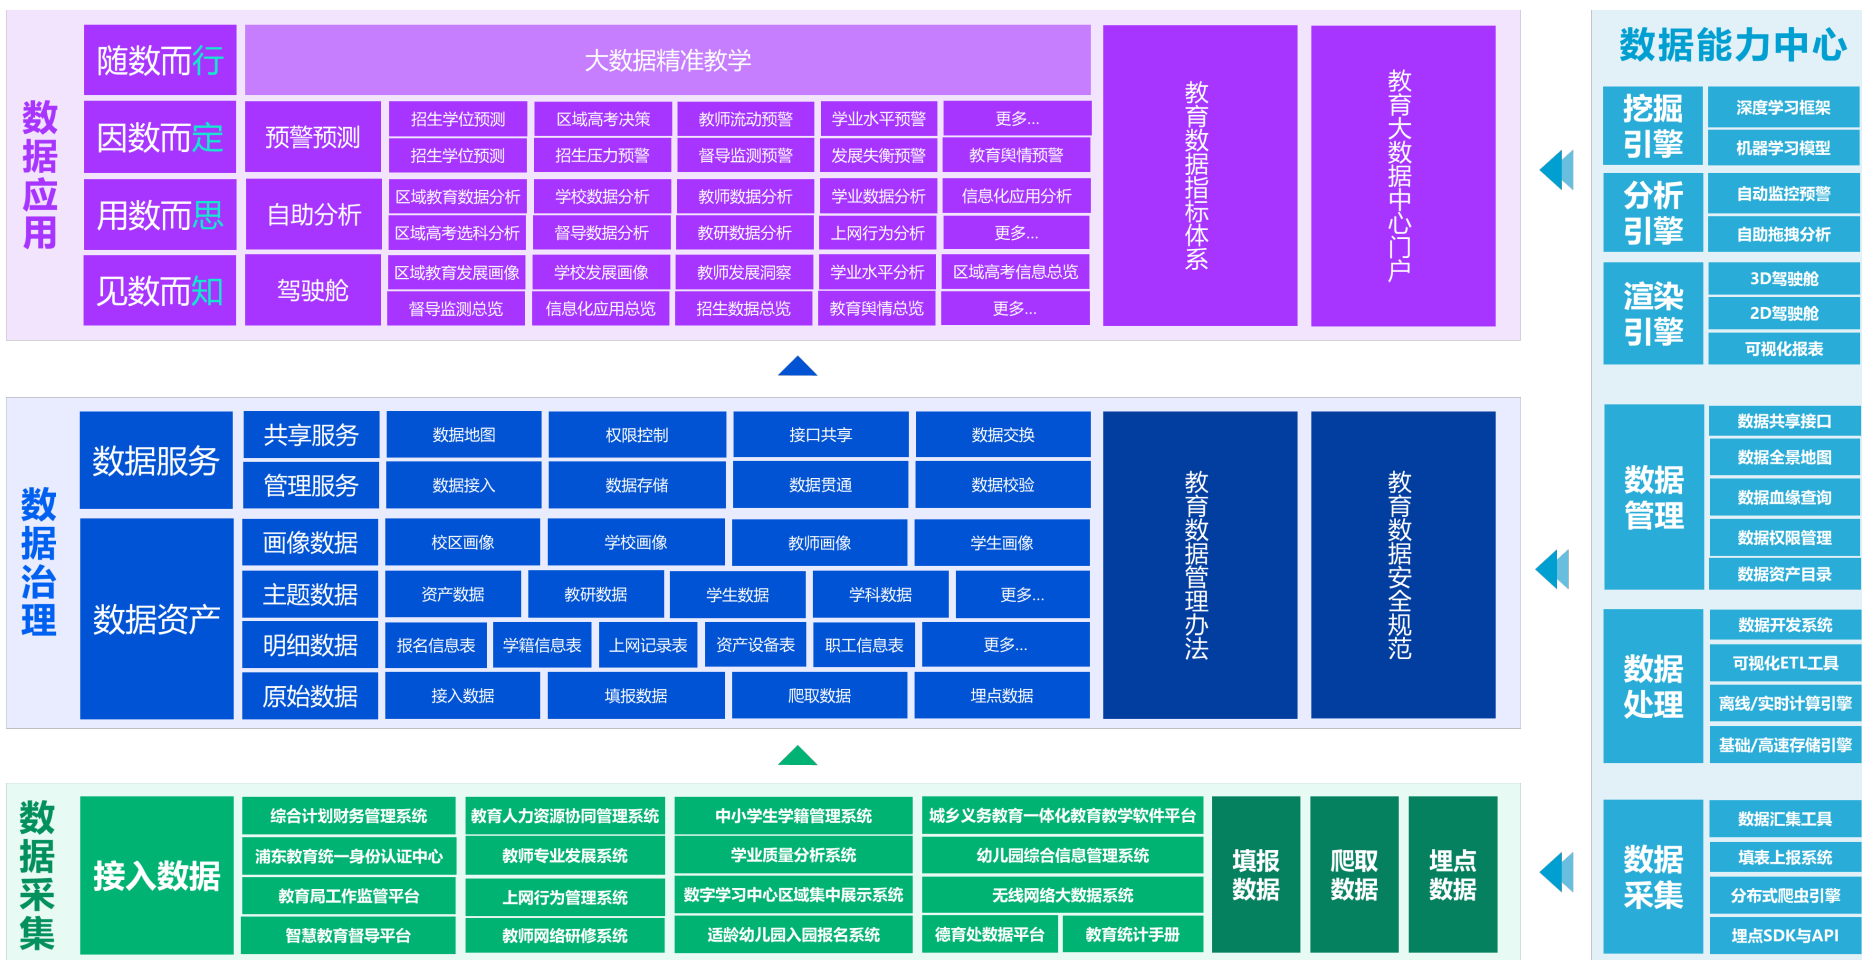 数据应用
随数而行
大数据精准教学
因数而定
预警预测
招生学位预测
区域高考决策
教师流动预警
学业水平预警
更多...
招生学位预测
招生压力预警
督导监测预警
发展失衡预警
教育舆情预警
用数而思
自助分析
区域教育数据分析
学校数据分析
教师数据分析
学业数据分析
信息化应用分析
区域高考选科分析
督导数据分析
教研数据分析
上网行为分析
更多...
见数而知
驾驶舱
区域教育发展画像
学校发展画像
教师发展洞察
学业水平分析
区域高考信息总览
督导监测总览
信息化应用总览
招生数据总览
教育舆情总览
更多...
教育数据指标体系
教育大数据中心门户
数据治理
数据服务
共享服务
数据地图
权限控制
接口共享
数据交换
管理服务
数据接入
数据存储
数据贯通
数据校验
数据资产
画像数据
校区画像
学校画像
教师画像
学生画像
主题数据
资产数据
教研数据
学生数据
学科数据
更多...
明细数据
报名信息表
学籍信息表
上网记录表
资产设备表
职工信息表
更多...
原始数据
接入数据
填报数据
爬取数据
埋点数据
教育数据管理办法
教育数据安全规范
数据采集
接入数据
综合计划财务管理系统
教育人力资源协同管理系统
中小学生学籍管理系统
城乡义务教育一体化教育教学软件平台
浦东教育统一身份认证中心
教师专业发展系统
学业质量分析系统
幼儿园综合信息管理系统
教育局工作监管平台
上网行为管理系统
数字学习中心区域集中展示系统
无线网络大数据系统
智慧教育督导平台
教师网络研修系统
适龄幼儿园入园报名系统
德育处数据平台
教育统计手册
填报
数据
爬取
数据
埋点
数据
数据能力中心
挖掘
引擎
深度学习框架
机器学习模型
分析
引擎
自动监控预警
自助拖拽分析
渲染
引擎
3D驾驶舱
2D驾驶舱
可视化报表
数据
管理
数据共享接口
数据全景地图
数据血缘查询
数据权限管理
数据资产目录
数据
处理
数据开发系统
可视化ETL工具
离线/实时计算引擎
基础/高速存储引擎
数据
采集
数据汇集工具
填表上报系统
分布式爬虫引擎
埋点SDK与API